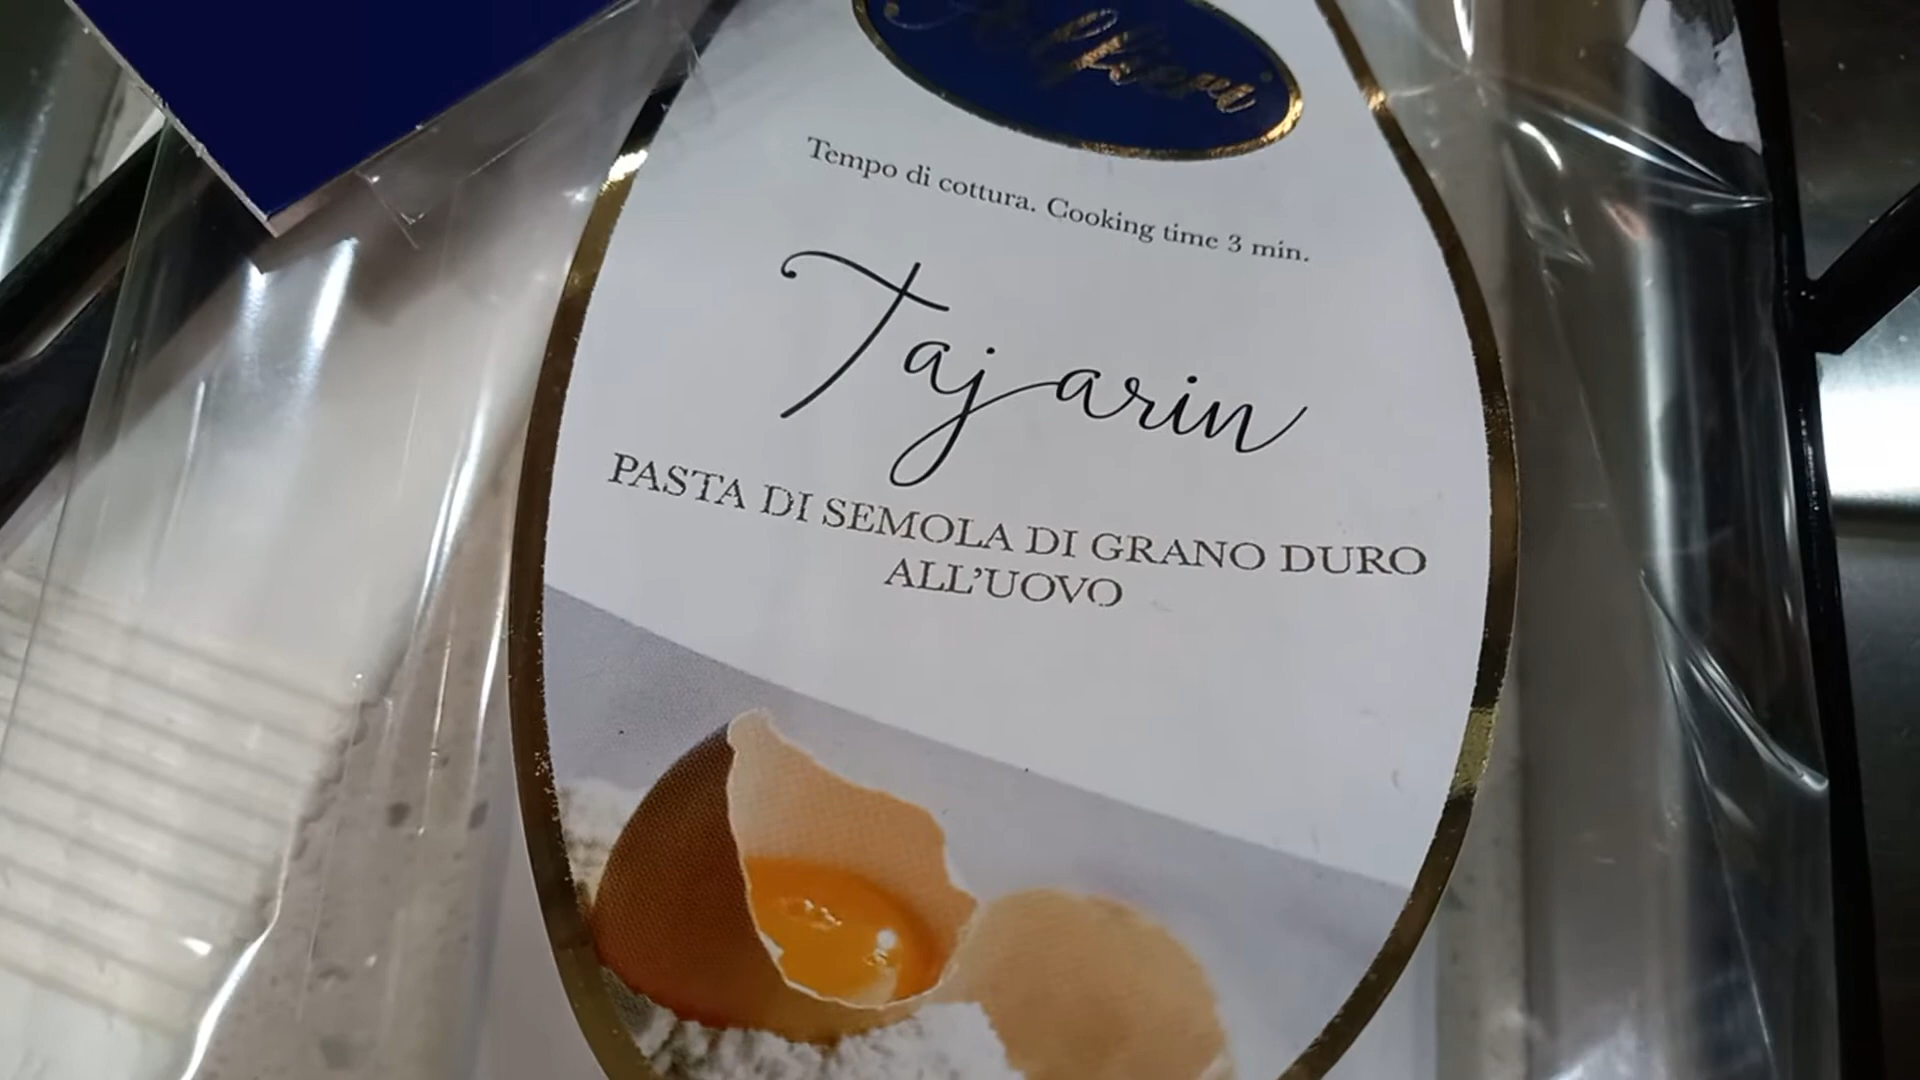 Tempo di cottura. Cooking time 3 min.
Tajarin
PASTA DI SEMOLA DI GRANO DURO
ALL'UOVO